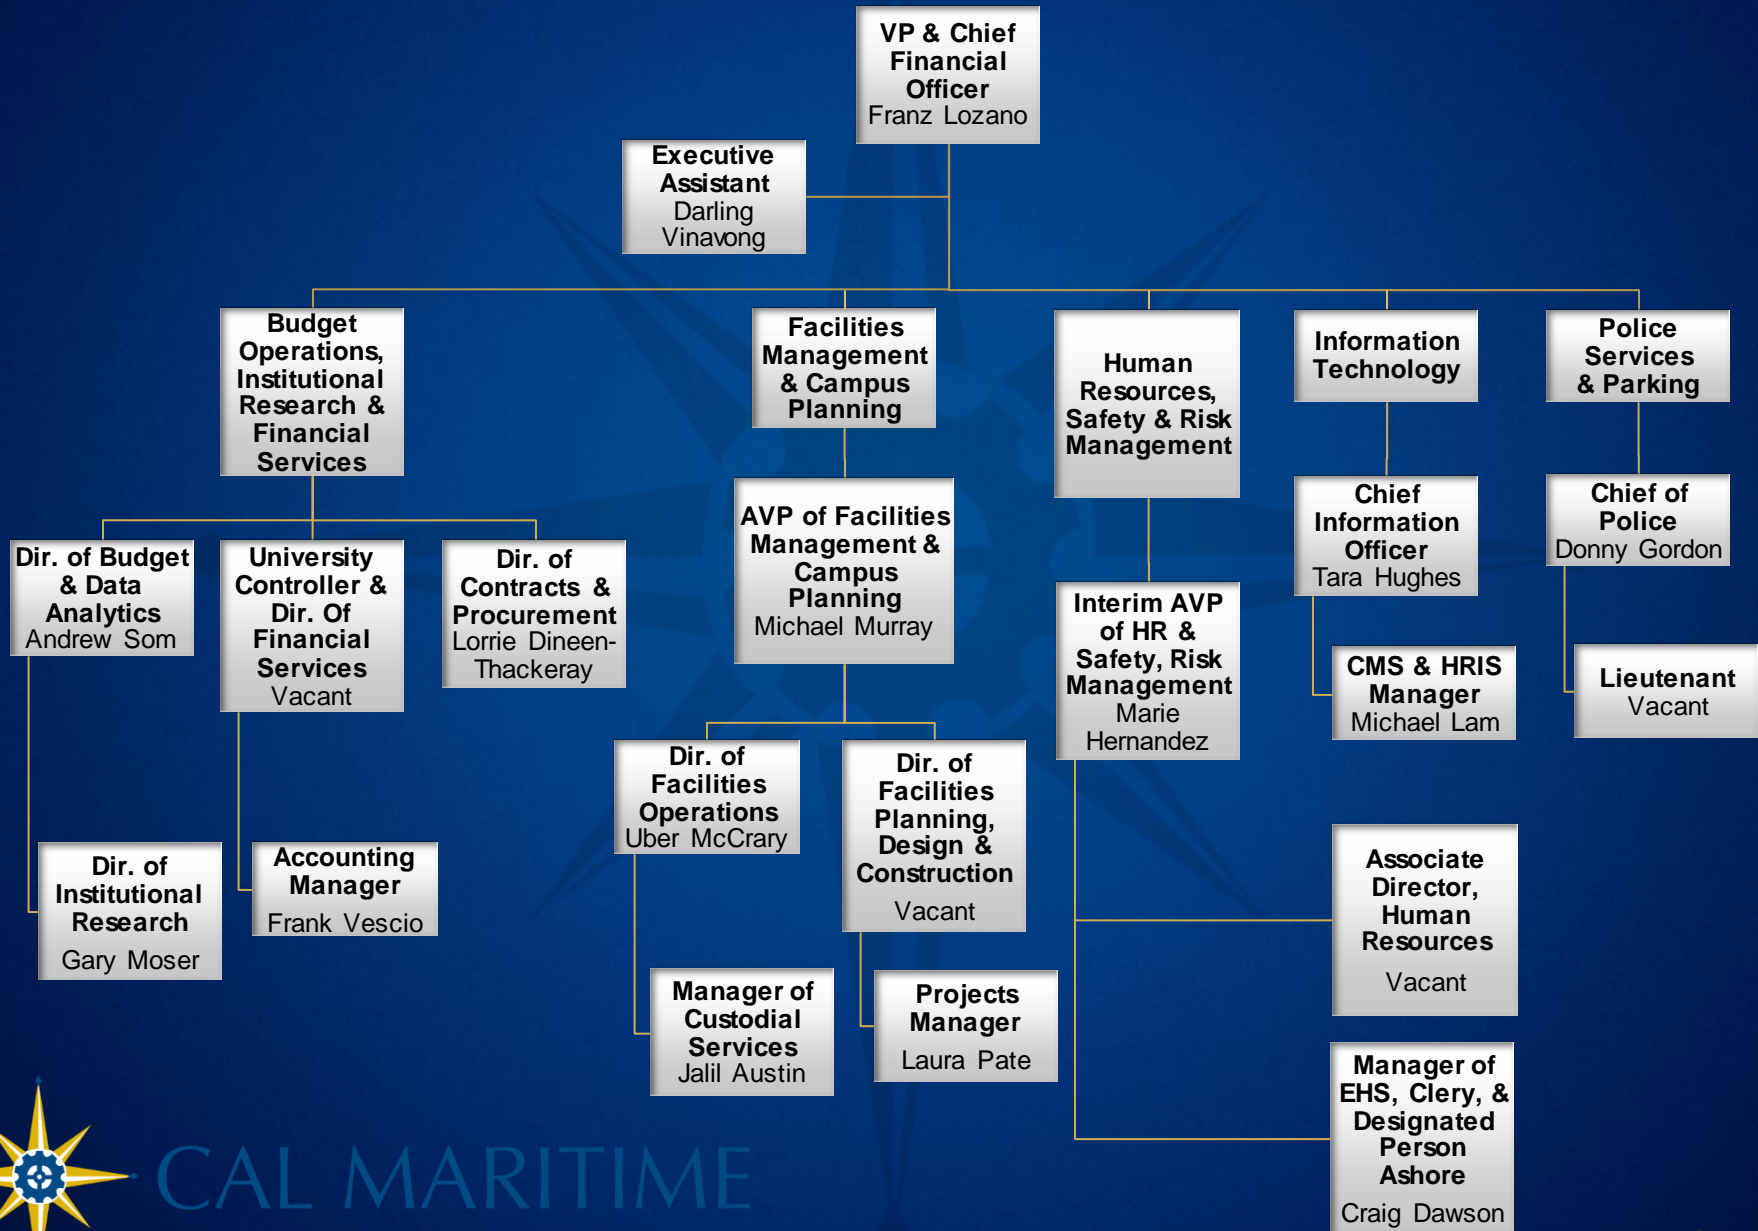 VP & Chief
Financial
Officer
Franz Lozano
Executive
Assistant
Darling
Vinavong
Budget
Operations,
Institutional
Research &
Financial
Services
Facilities
Management
& Campus
Planning
Human
Resources,
Safety & Risk
Management
Information
Technology
Police
Services
& Parking
Dir. of Budget
& Data
Analytics
Andrew Som
University
Controller &
Dir. Of
Financial
Services
Vacant
Dir. of
Contracts &
Procurement
Lorrie Dineen-
Thackeray
AVP of Facilities
Management &
Campus
Planning
Michael Murray
Interim AVP
of HR &
Safety, Risk
Management
Marie
Hernandez
Chief
Information
Officer
Tara Hughes
Chief of
Police
Donny Gordon
CMS & HRIS
Manager
Michael Lam
Lieutenant
Vacant
Dir. of
Institutional
Research
Gary Moser
Accounting
Manager
Frank Vescio
Dir. of
Facilities
Operations
Uber McCrary
Dir. of
Facilities
Planning,
Design &
Construction
Vacant
Manager of
Custodial
Services
Jalil Austin
Projects
Manager
Laura Pate
Associate
Director,
Human
Resources
Vacant
Manager of
EHS, Clery, &
Designated
Person
Ashore
Craig Dawson
CAL MARITIME